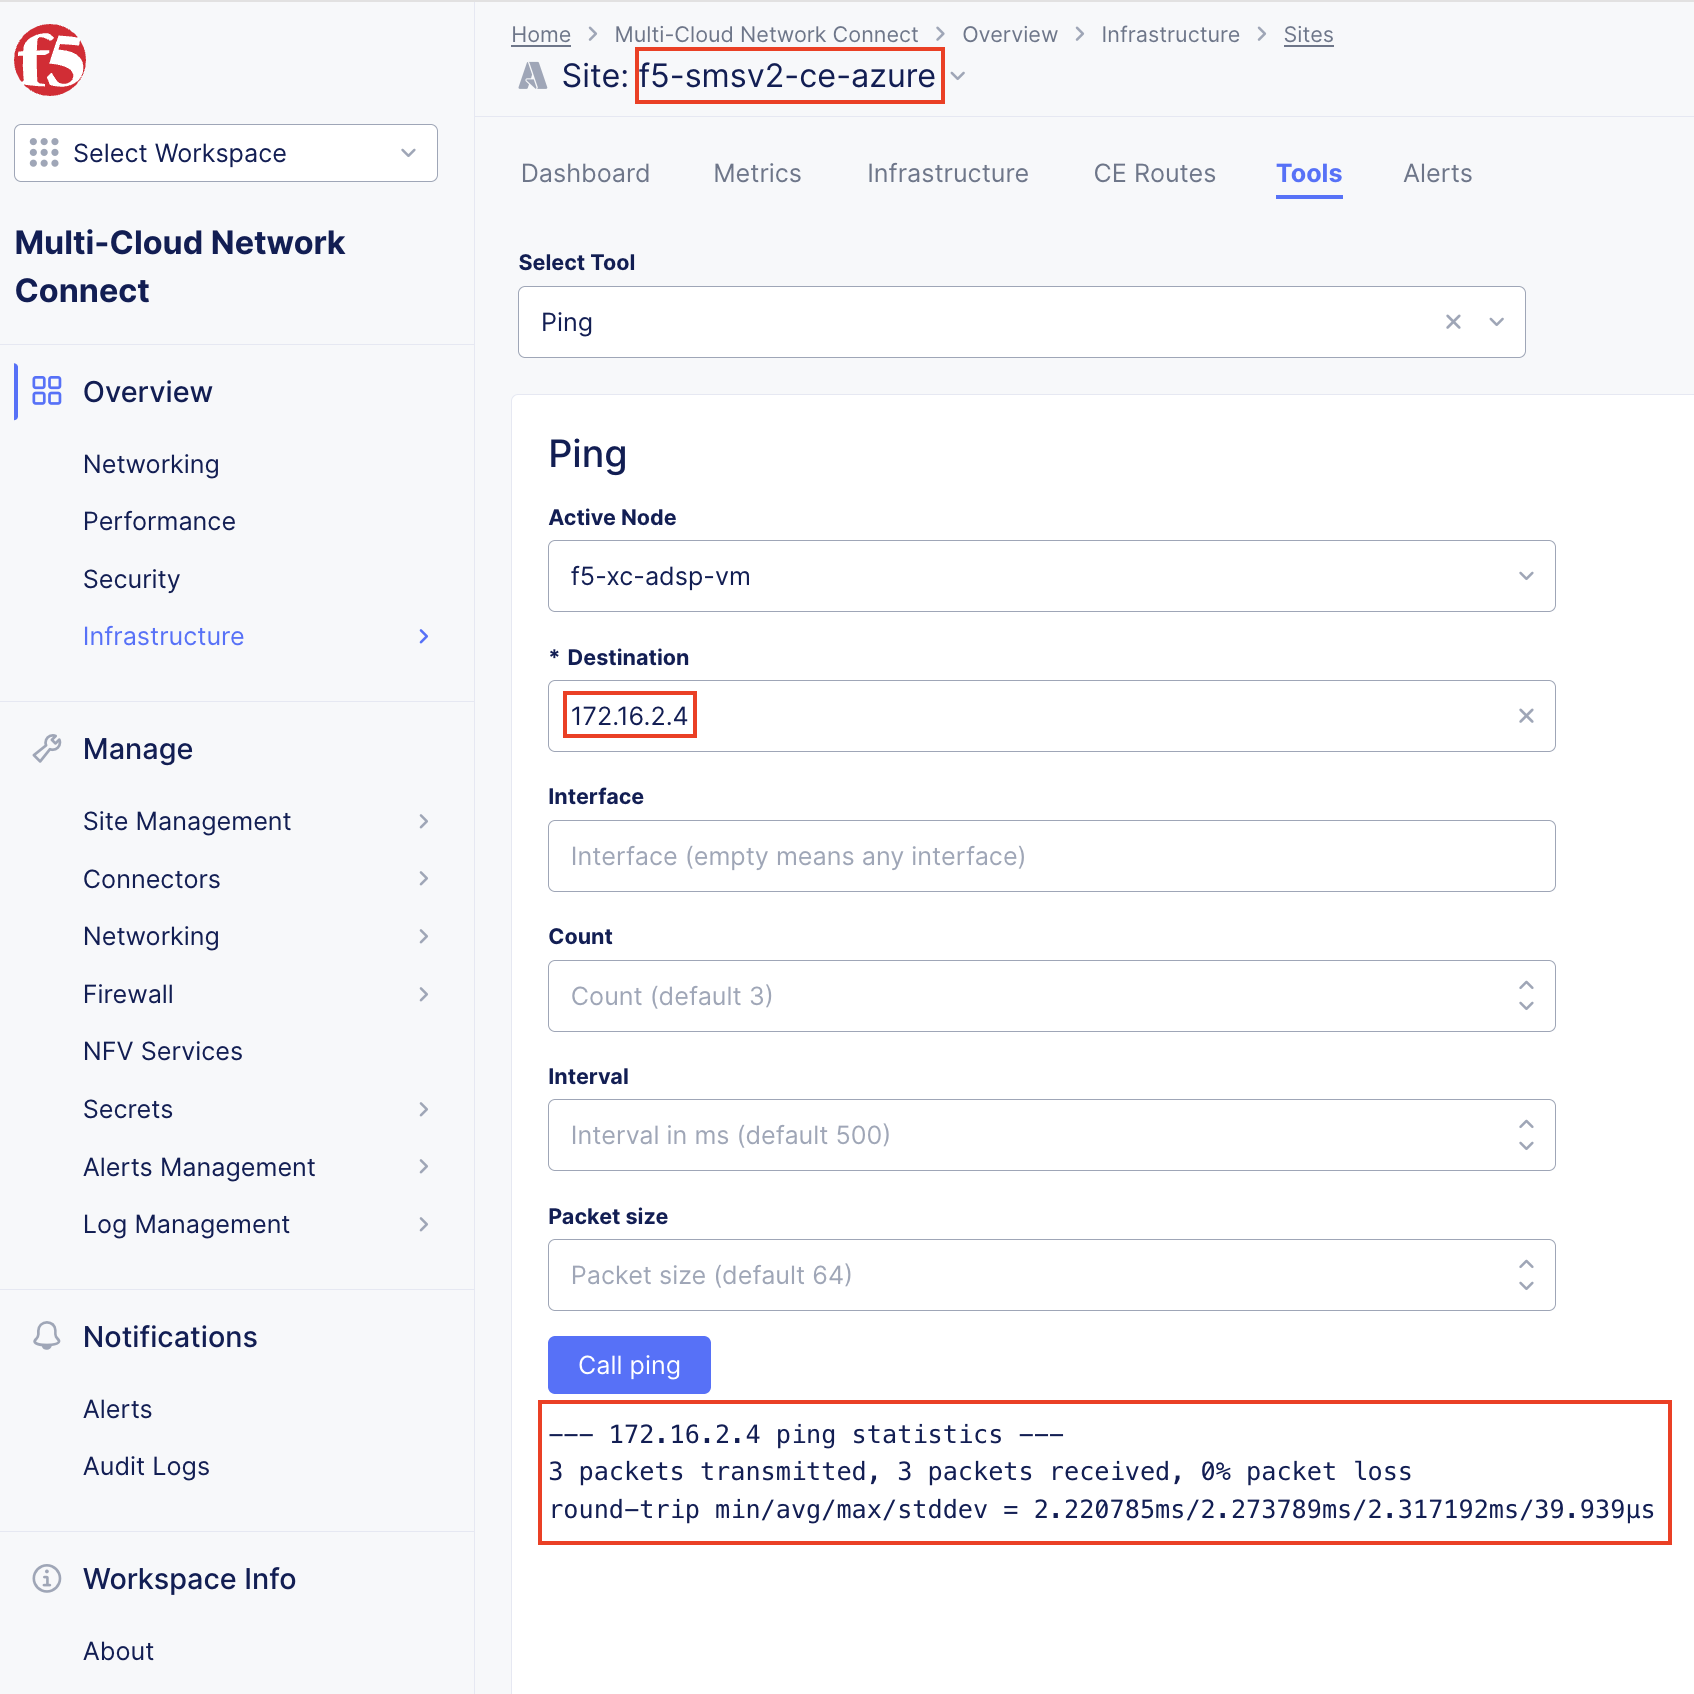 f5
Select Workspace
Multi-Cloud Network
Connect
Overview
Networking
Performance
Security
Infrastructure
Manage
Site Management
Connectors
Networking
Firewall
NFV Services
Secrets
Alerts Management
Log Management
Notifications
Alerts
Audit Logs
Workspace Info
About
Home > Multi-Cloud Network Connect > Overview > Infrastructure > Sites
Site: f5-smsv2-ce-azure
Dashboard Metrics Infrastructure CE Routes Tools Alerts
Select Tool
Ping
Ping
Active Node
f5-xc-adsp-vm
* Destination
172.16.2.4
Interface
Interface (empty means any interface)
Count
Count (default 3)
Interval
Interval in ms (default 500)
Packet size
Packet size (default 64)
Call ping
--- 172.16.2.4 ping statistics ---
3 packets transmitted, 3 packets received, 0% packet loss
round-trip min/avg/max/stddev = 2.220785ms/2.273789ms/2.317192ms/39.939µs